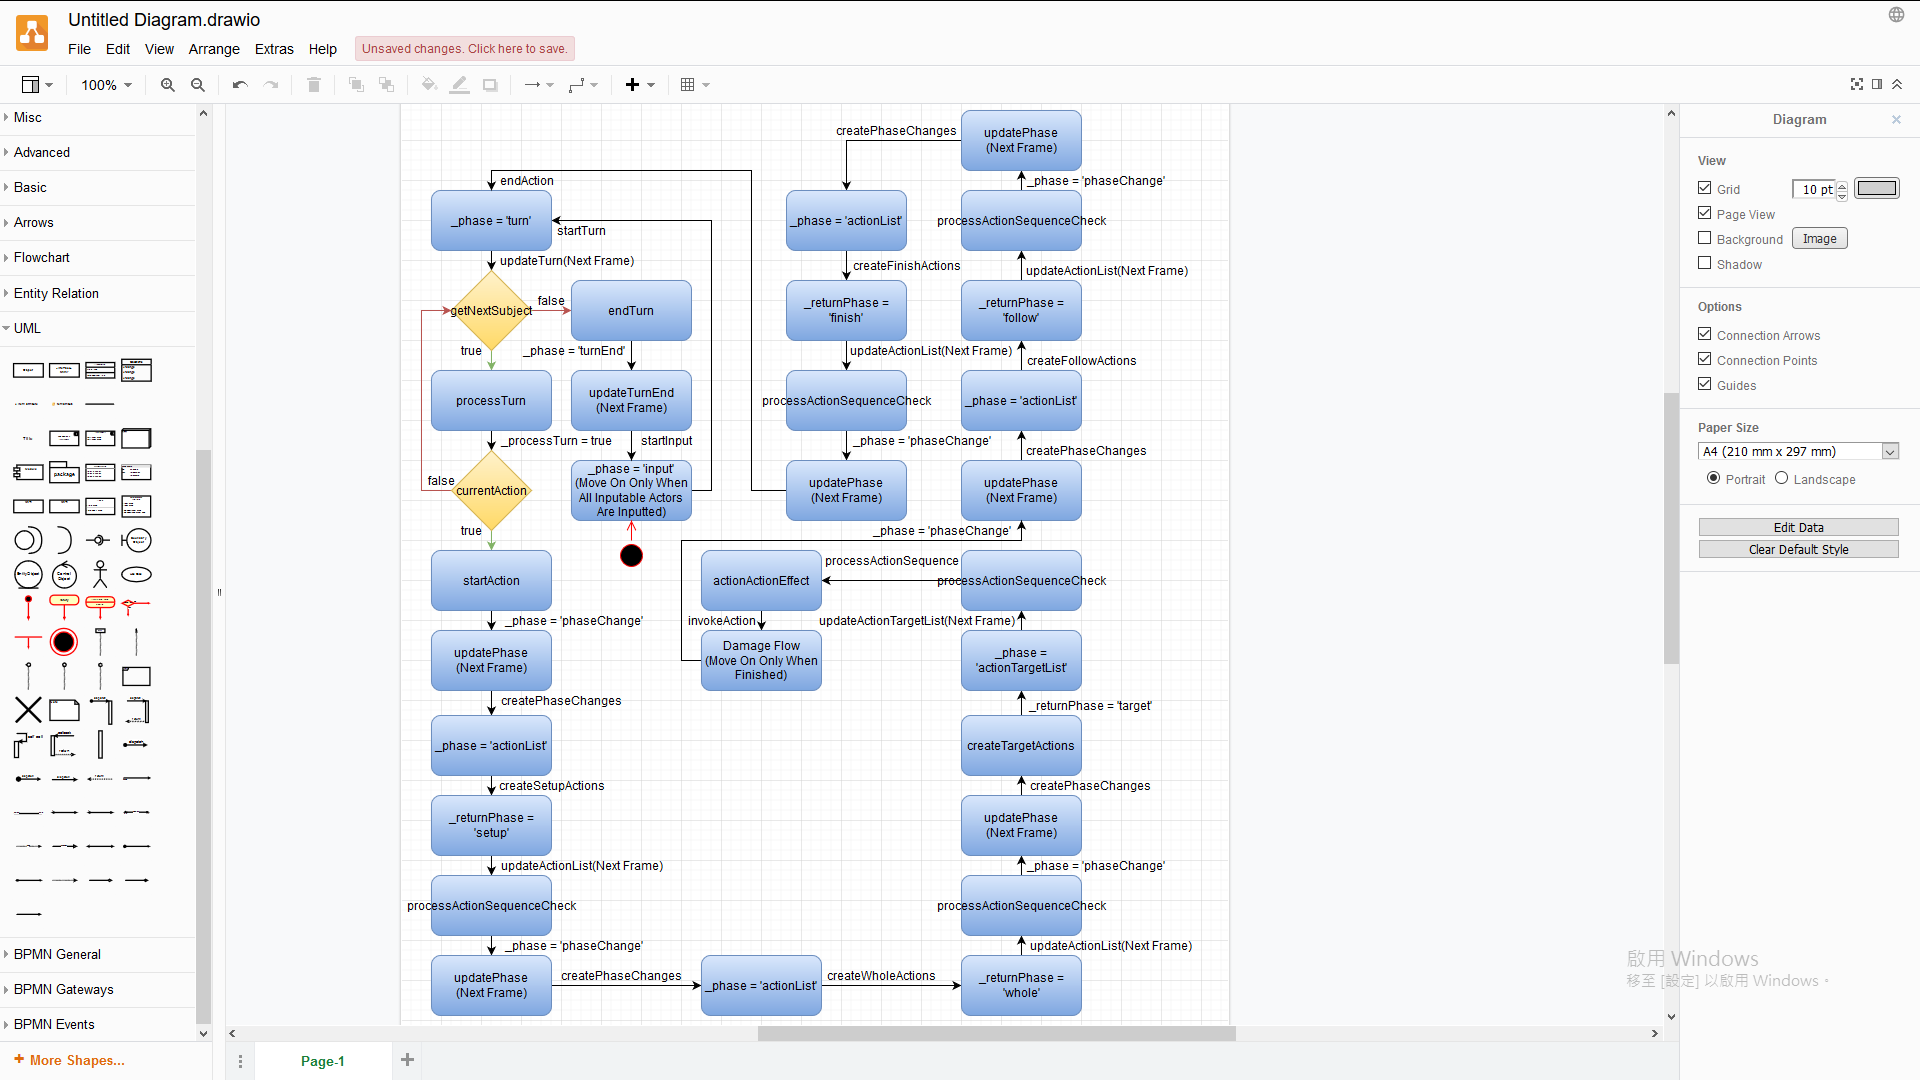 Untitled Diagram.drawio
File Edit View Arrange Extras Help
Unsaved changes. Click here to save.
100%
Misc
Advanced
Basic
Arrows
Flowchart
Entity Relation
UML
BPMN General
BPMN Gateways
BPMN Events
+ More Shapes...
createPhaseChanges
updatePhase
(Next Frame)
endAction
_phase = 'phaseChange'
_phase = 'turn'
startTurn
_phase = 'actionList'
processActionSequenceCheck
updateTurn(Next Frame)
createFinishActions
updateActionList(Next Frame)
getNextSubject
false
endTurn
_returnPhase =
'finish'
_returnPhase =
'follow'
true
_phase = 'turnEnd'
updateActionList(Next Frame)
createFollowActions
processTurn
updateTurnEnd
(Next Frame)
processActionSequenceCheck
_phase = 'actionList'
_processTurn = true
startInput
_phase = 'phaseChange'
createPhaseChanges
false
currentAction
_phase = 'input'
(Move On Only When
All Inputable Actors
Are Inputted)
updatePhase
(Next Frame)
updatePhase
(Next Frame)
true
_phase = 'phaseChange'
startAction
actionActionEffect
processActionSequence
processActionSequenceCheck
_phase = 'phaseChange'
invokeAction
updateActionTargetList(Next Frame)
updatePhase
(Next Frame)
Damage Flow
(Move On Only When
Finished)
_phase =
'actionTargetList'
createPhaseChanges
_returnPhase = 'target'
_phase = 'actionList'
createTargetActions
createSetupActions
createPhaseChanges
_returnPhase =
'setup'
updatePhase
(Next Frame)
updateActionList(Next Frame)
_phase = 'phaseChange'
processActionSequenceCheck
processActionSequenceCheck
_phase = 'phaseChange'
updateActionList(Next Frame)
updatePhase
(Next Frame)
createPhaseChanges
_phase = 'actionList'
createWholeActions
_returnPhase =
'whole'
Page-1
Diagram
View
Grid
10 pt
Page View
Background
Image
Shadow
Options
Connection Arrows
Connection Points
Guides
Paper Size
A4 (210 mm x 297 mm)
Portrait Landscape
Edit Data
Clear Default Style
啟用 Windows
移至 [設定] 以啟用 Windows。